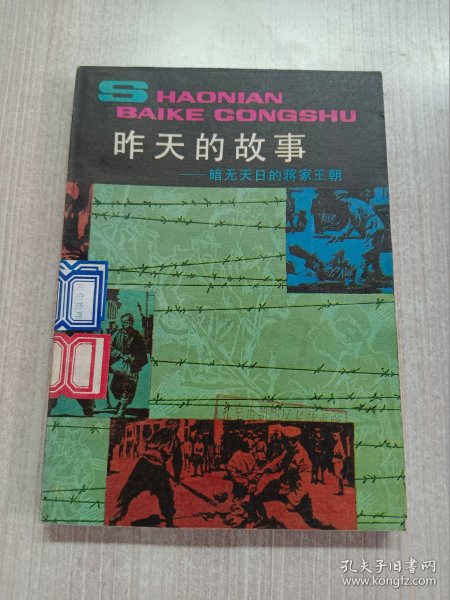 SHAONIAN
BAIKE CONGSHU
昨天的故事
——暗无天日的蒋家王朝
孔夫子旧书网
www.kongfz.com